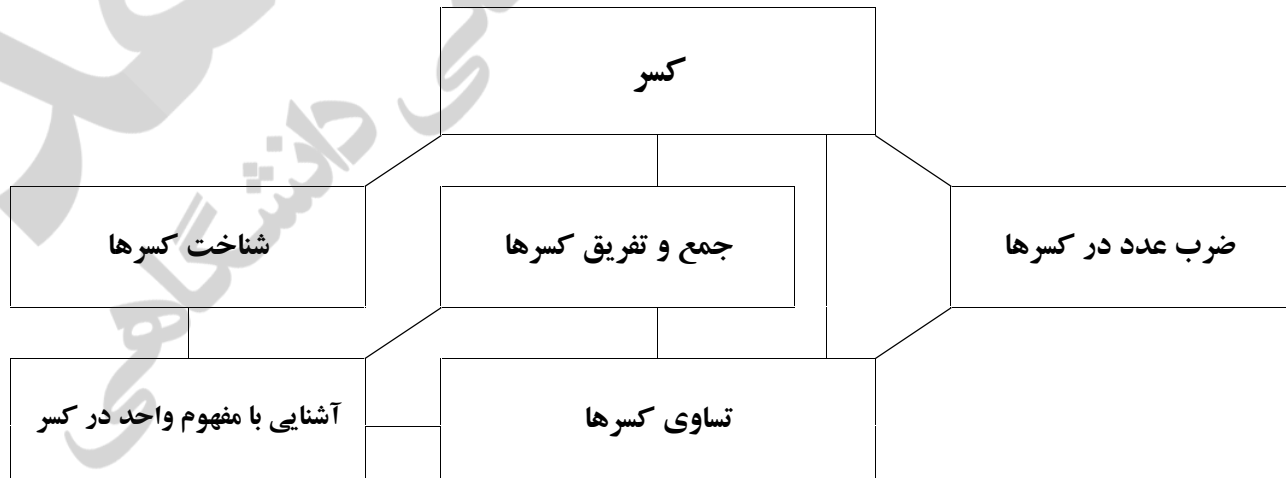 کسر
ضرب عدد در کسرها
جمع و تفریق کسرها
شناخت کسرها
تساوی کسرها
آشنایی با مفهوم واحد در کسر